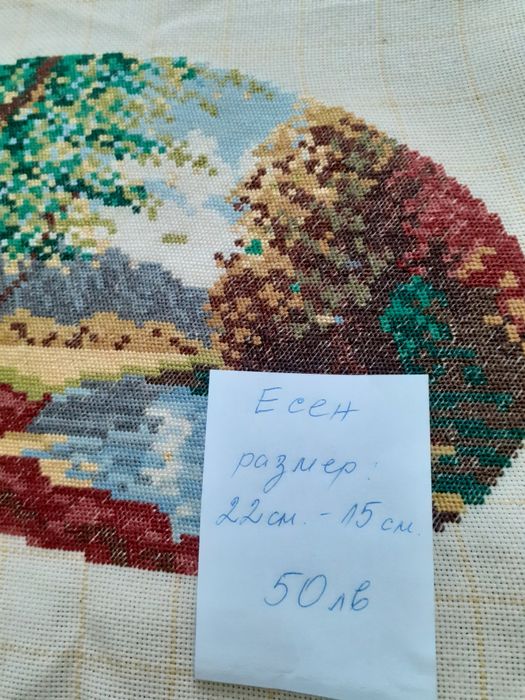 Есен
размер:
22см. - 15см.
50лв